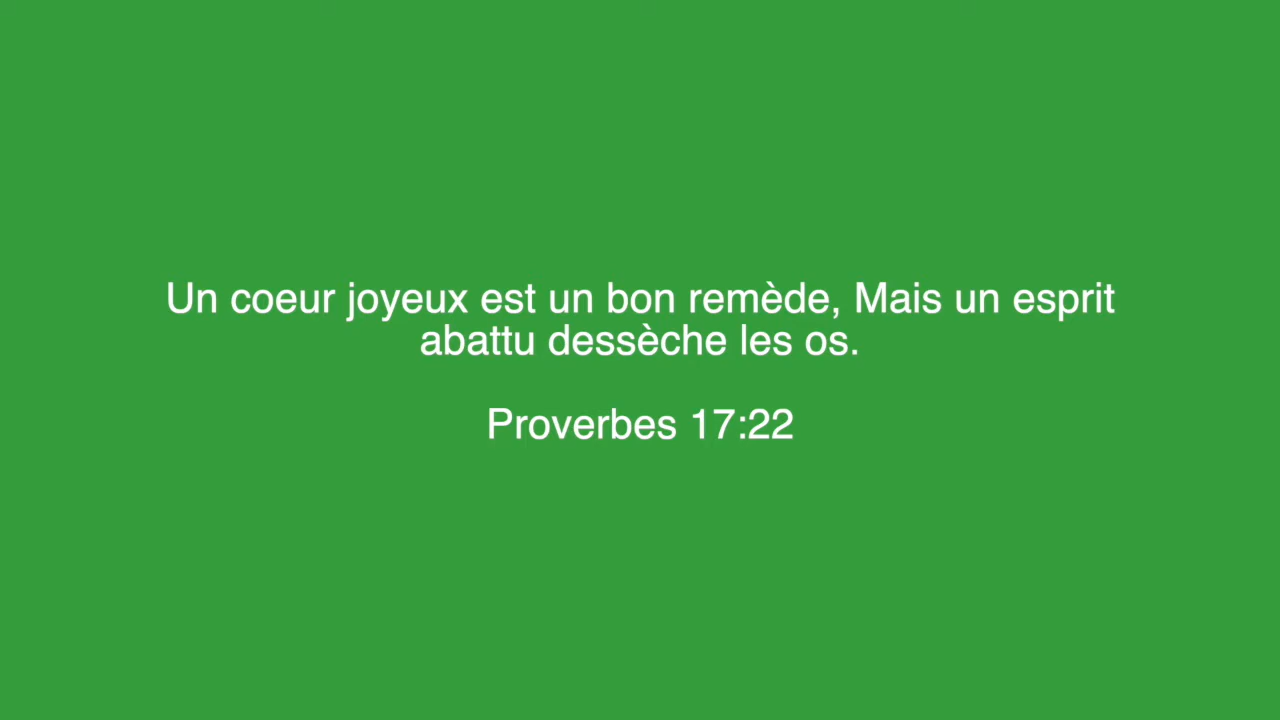 Un coeur joyeux est un bon remède, Mais un esprit
abattu dessèche les os.
Proverbes 17:22